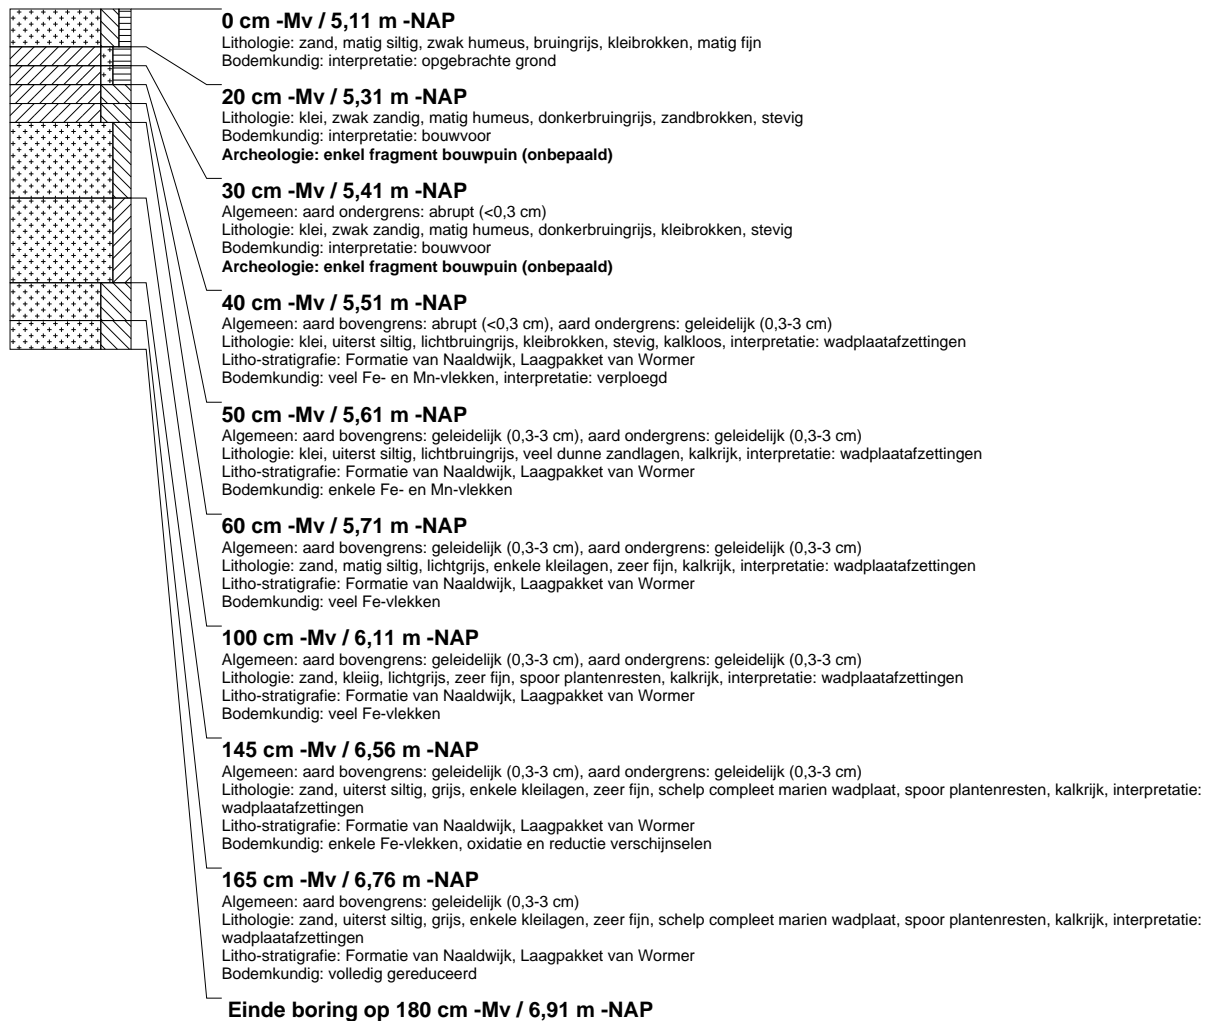 0 cm -Mv / 5,11 m -NAP
Lithologie: zand, matig siltig, zwak humeus, bruingrijs, kleibrokken, matig fijn
Bodemkundig: interpretatie: opgebrachte grond
20 cm -Mv / 5,31 m -NAP
Lithologie: klei, zwak zandig, matig humeus, donkerbruingrijs, zandbrokken, stevig
Bodemkundig: interpretatie: bouwvoor
Archeologie: enkel fragment bouwpuin (onbepaald)
30 cm -Mv / 5,41 m -NAP
Algemeen: aard ondergrens: abrupt (<0,3 cm)
Lithologie: klei, zwak zandig, matig humeus, donkerbruingrijs, kleibrokken, stevig
Bodemkundig: interpretatie: bouwvoor
Archeologie: enkel fragment bouwpuin (onbepaald)
40 cm -Mv / 5,51 m -NAP
Algemeen: aard bovengrens: abrupt (<0,3 cm), aard ondergrens: geleidelijk (0,3-3 cm)
Lithologie: klei, uiterst siltig, lichtbruingrijs, kleibrokken, stevig, kalkloos, interpretatie: wadplaatafzettingen
Litho-stratigrafie: Formatie van Naaldwijk, Laagpakket van Wormer
Bodemkundig: veel Fe- en Mn-vlekken, interpretatie: verploegd
50 cm -Mv / 5,61 m -NAP
Algemeen: aard bovengrens: geleidelijk (0,3-3 cm), aard ondergrens: geleidelijk (0,3-3 cm)
Lithologie: klei, uiterst siltig, lichtbruingrijs, veel dunne zandlagen, kalkrijk, interpretatie: wadplaatafzettingen
Litho-stratigrafie: Formatie van Naaldwijk, Laagpakket van Wormer
Bodemkundig: enkele Fe- en Mn-vlekken
60 cm -Mv / 5,71 m -NAP
Algemeen: aard bovengrens: geleidelijk (0,3-3 cm), aard ondergrens: geleidelijk (0,3-3 cm)
Lithologie: zand, matig siltig, lichtgrijs, enkele kleilagen, zeer fijn, kalkrijk, interpretatie: wadplaatafzettingen
Litho-stratigrafie: Formatie van Naaldwijk, Laagpakket van Wormer
Bodemkundig: veel Fe-vlekken
100 cm -Mv / 6,11 m -NAP
Algemeen: aard bovengrens: geleidelijk (0,3-3 cm), aard ondergrens: geleidelijk (0,3-3 cm)
Lithologie: zand, kleiig, lichtgrijs, zeer fijn, spoor plantenresten, kalkrijk, interpretatie: wadplaatafzettingen
Litho-stratigrafie: Formatie van Naaldwijk, Laagpakket van Wormer
Bodemkundig: veel Fe-vlekken
145 cm -Mv / 6,56 m -NAP
Algemeen: aard bovengrens: geleidelijk (0,3-3 cm), aard ondergrens: geleidelijk (0,3-3 cm)
Lithologie: zand, uiterst siltig, grijs, enkele kleilagen, zeer fijn, schelp compleet marien wadplaat, spoor plantenresten, kalkrijk, interpretatie:
wadplaatafzettingen
Litho-stratigrafie: Formatie van Naaldwijk, Laagpakket van Wormer
Bodemkundig: enkele Fe-vlekken, oxidatie en reductie verschijnselen
165 cm -Mv / 6,76 m -NAP
Algemeen: aard bovengrens: geleidelijk (0,3-3 cm)
Lithologie: zand, uiterst siltig, grijs, enkele kleilagen, zeer fijn, schelp compleet marien wadplaat, spoor plantenresten, kalkrijk, interpretatie:
wadplaatafzettingen
Litho-stratigrafie: Formatie van Naaldwijk, Laagpakket van Wormer
Bodemkundig: volledig gereduceerd
Einde boring op 180 cm -Mv / 6,91 m -NAP